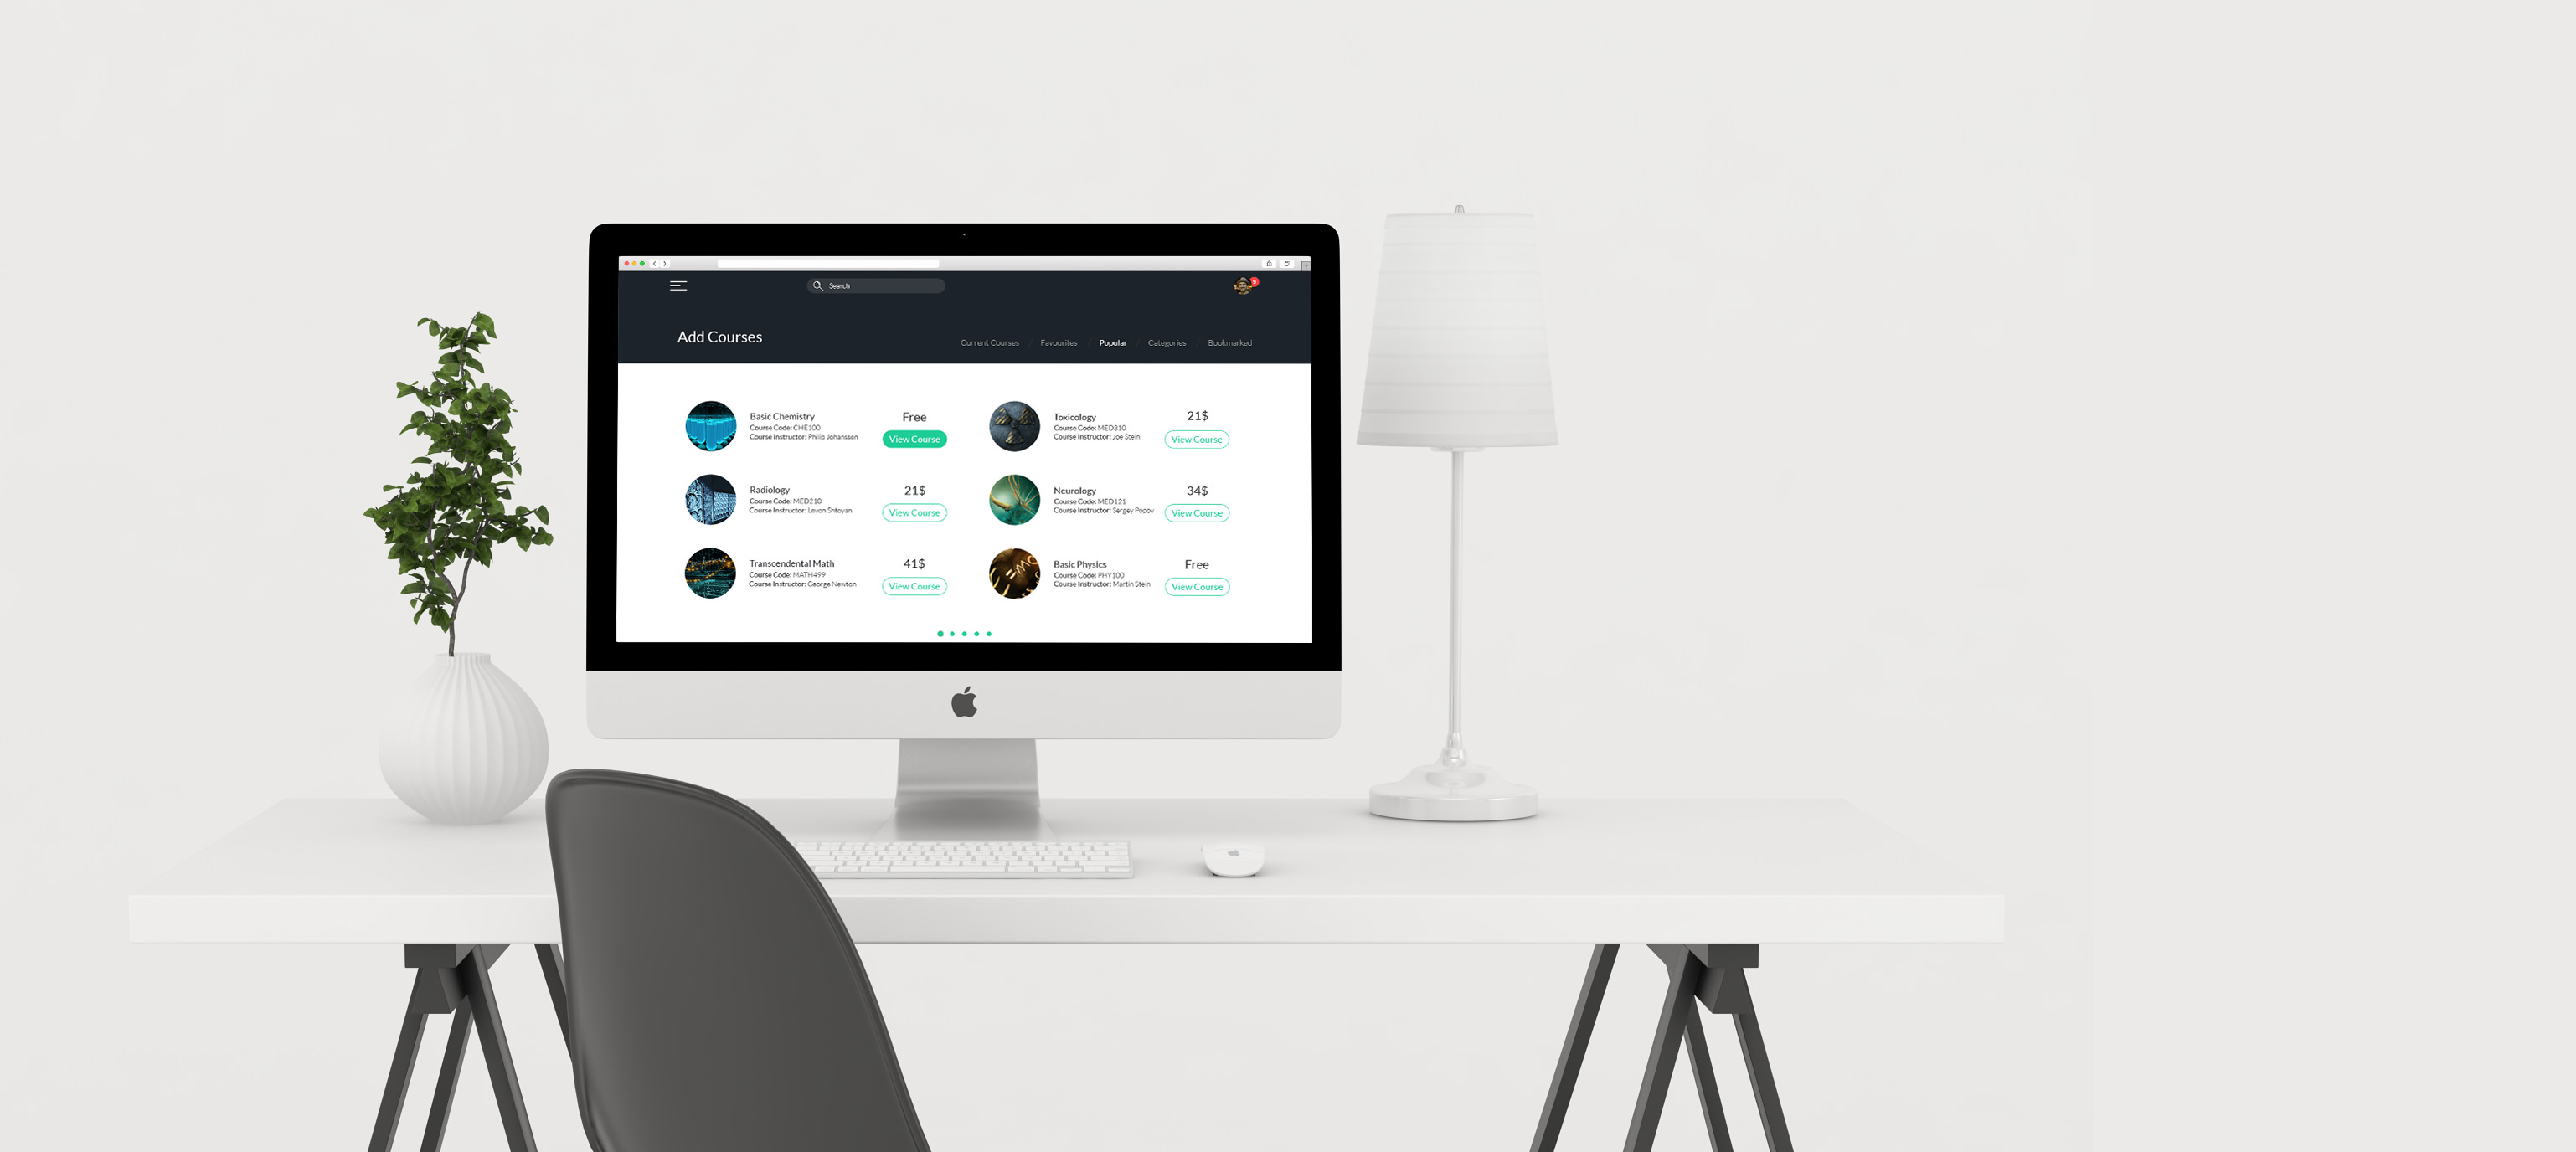 Search
Add Courses
Current Courses / Favourites / Popular / Categories / Bookmarked
Basic Chemistry
Course Code: CHE100
Course Instructor: Philip Johanssen
Free
View Course
Toxicology
Course Code: MED310
Course Instructor: Joe Stein
21$
View Course
Radiology
Course Code: MED210
Course Instructor: Levon Shtoyan
21$
View Course
Neurology
Course Code: MED121
Course Instructor: Sergey Popov
34$
View Course
Transcendental Math
Course Code: MATH499
Course Instructor: George Newton
41$
View Course
Basic Physics
Course Code: PHY100
Course Instructor: Martin Stein
Free
View Course